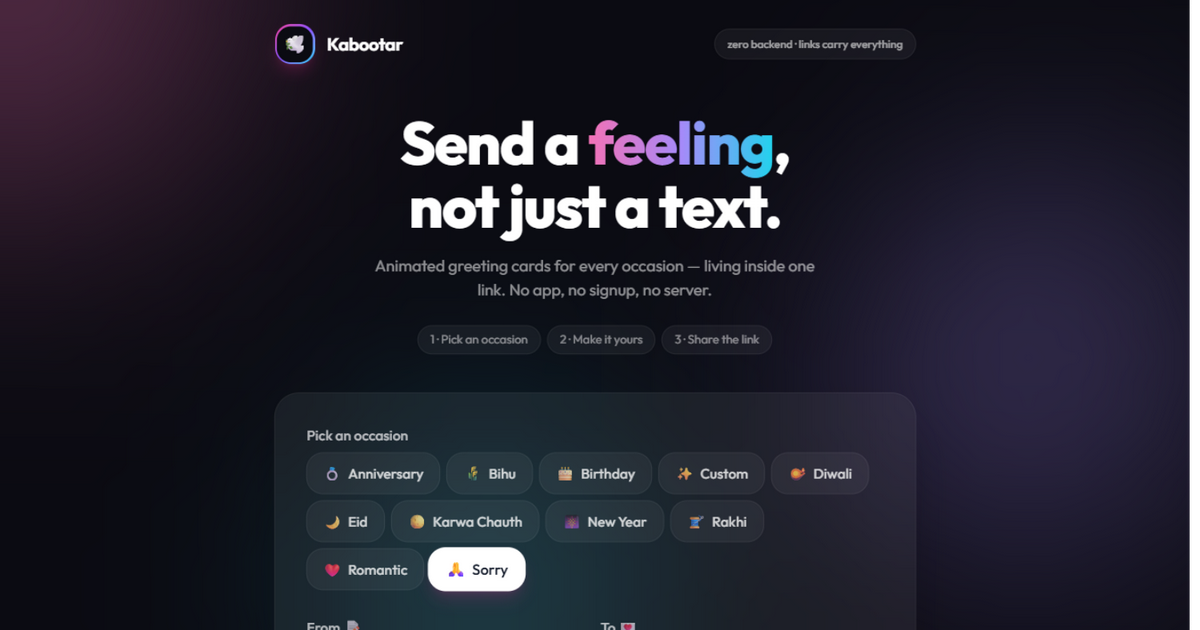 Kabootar
zero backend · links carry everything
Send a feeling,
not just a text.
Animated greeting cards for every occasion — living inside one
link. No app, no signup, no server.
1 · Pick an occasion
2 · Make it yours
3 · Share the link
Pick an occasion
Anniversary
Bihu
Birthday
Custom
Diwali
Eid
Karwa Chauth
New Year
Rakhi
Romantic
Sorry
From
To